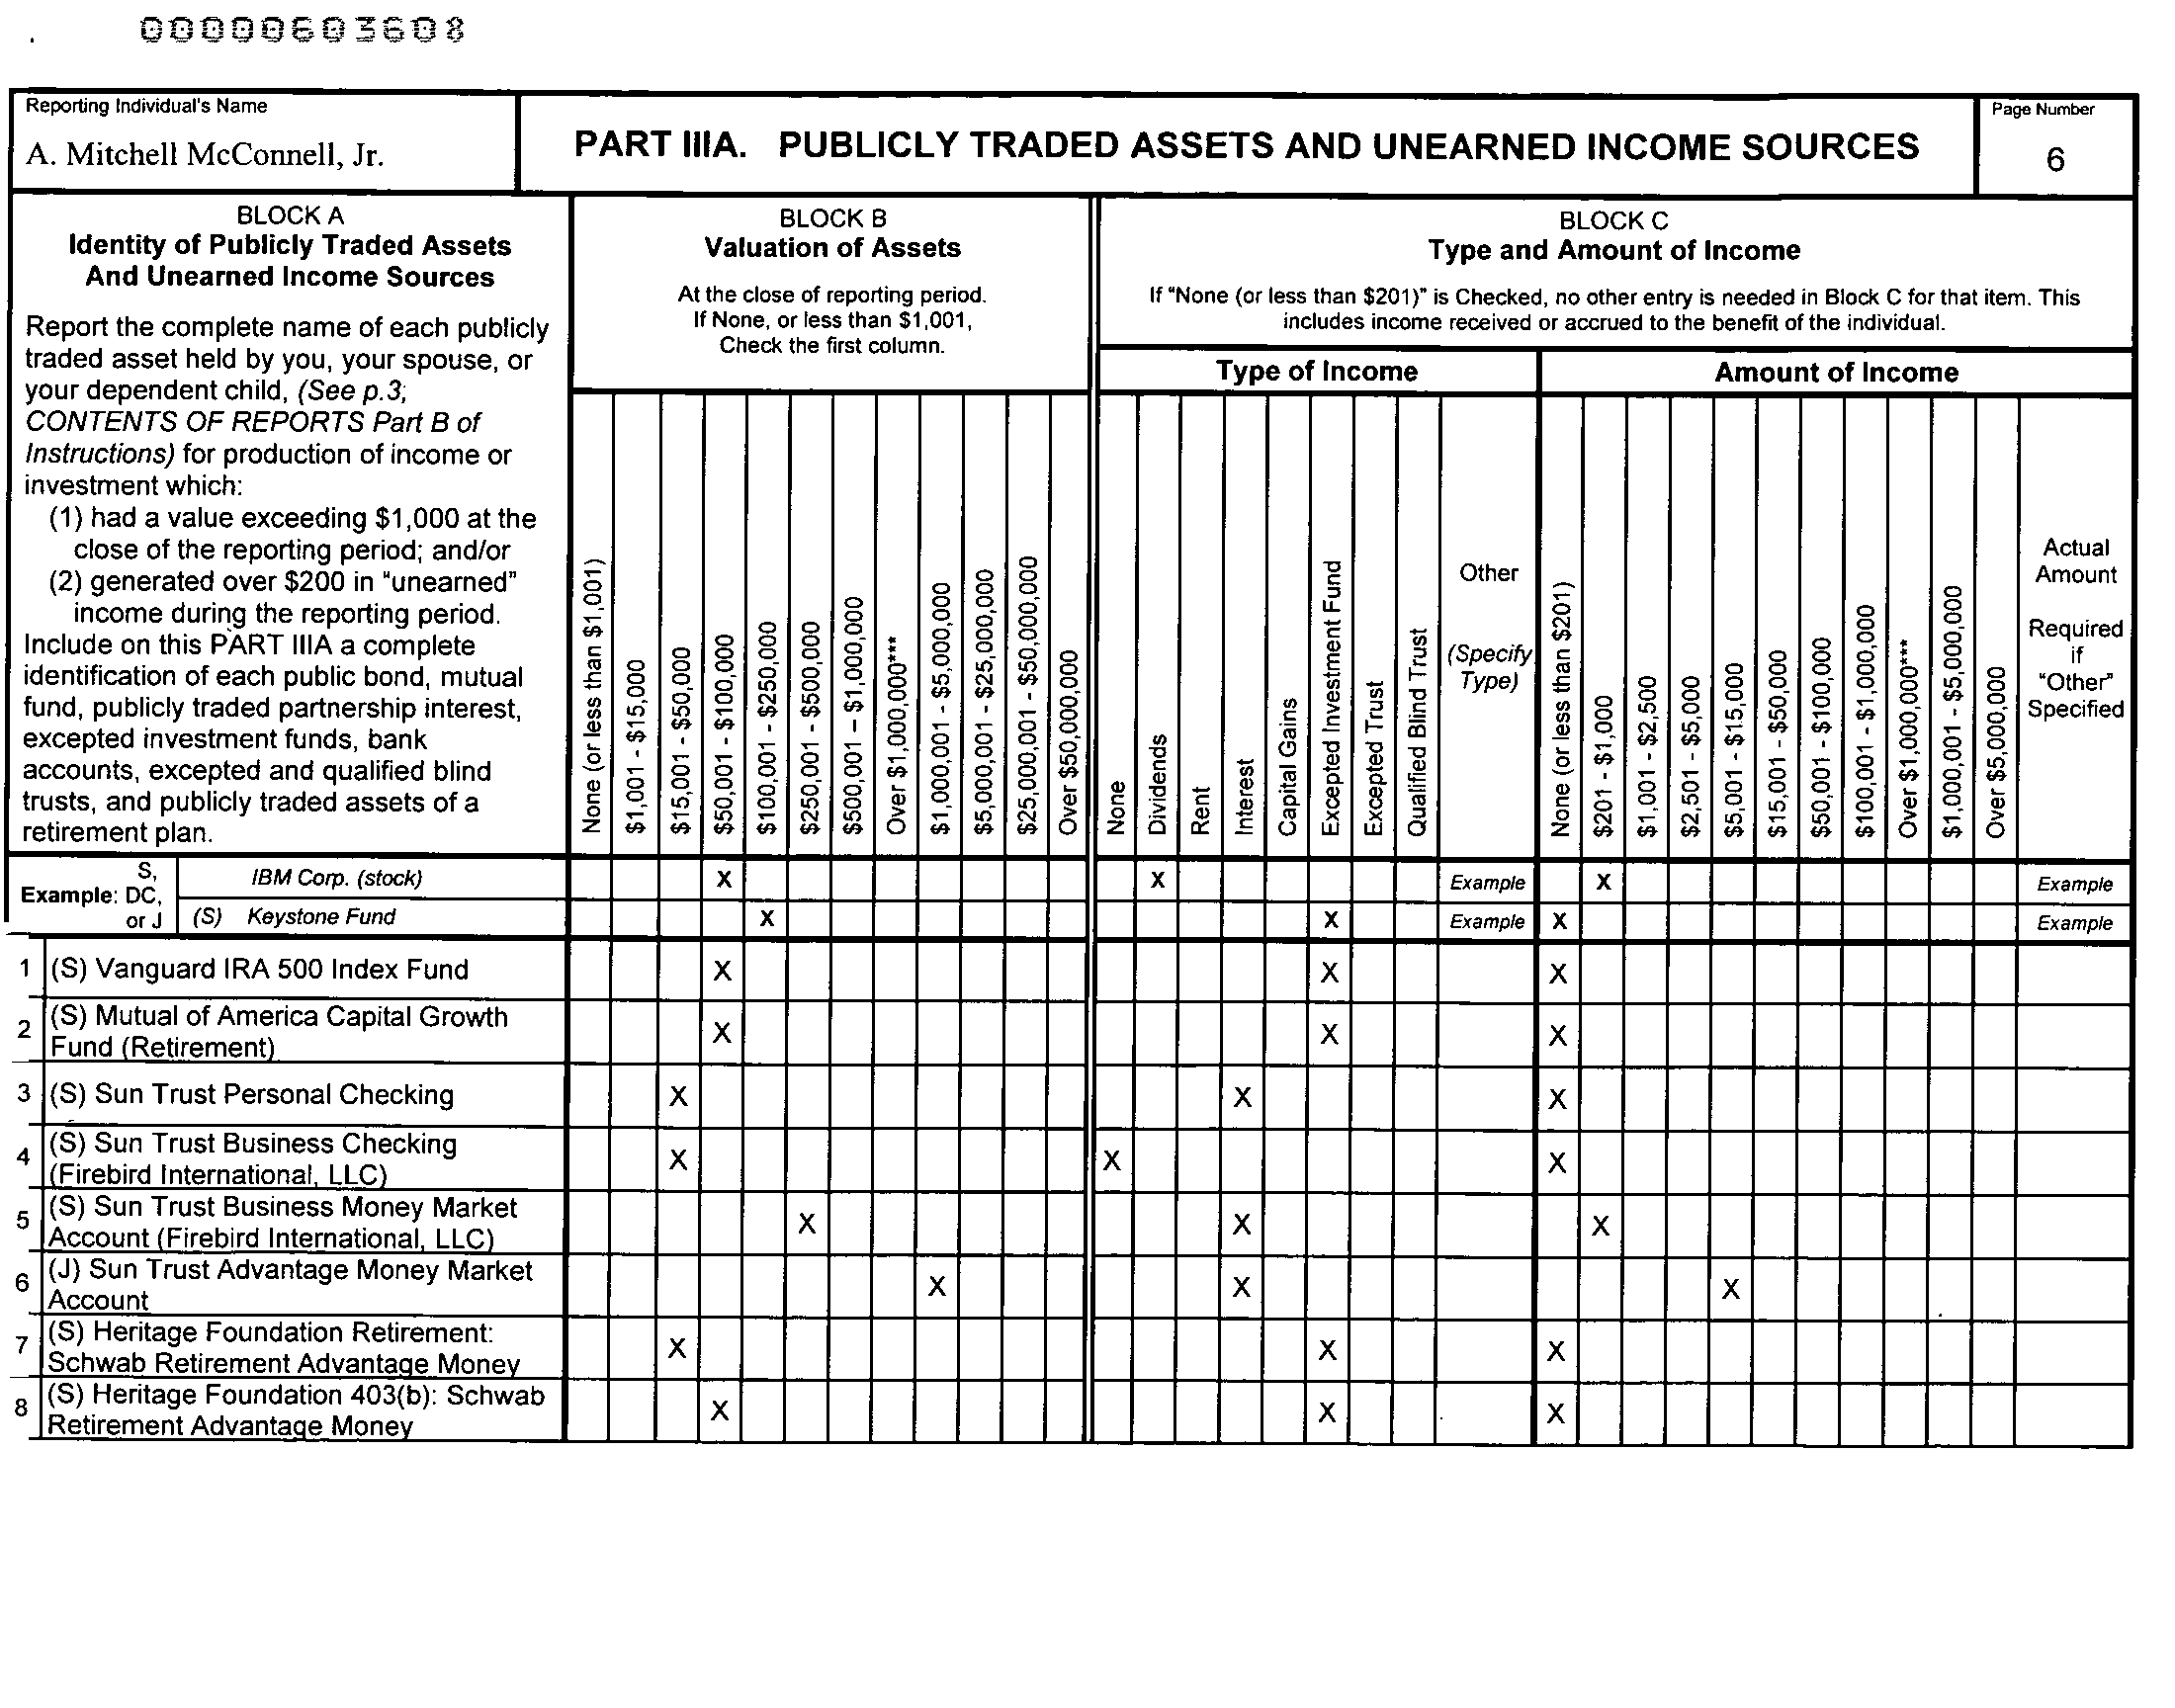 00000603608
Reporting Individual's Name
A. Mitchell McConnell, Jr.
PART IIIA. PUBLICLY TRADED ASSETS AND UNEARNED INCOME SOURCES
Page Number
6
BLOCK A
Identity of Publicly Traded Assets
And Unearned Income Sources
Report the complete name of each publicly
traded asset held by you, your spouse, or
your dependent child, (See p.3;
CONTENTS OF REPORTS Part B of
Instructions) for production of income or
investment which:
(1) had a value exceeding $1,000 at the
close of the reporting period; and/or
(2) generated over $200 in "unearned"
income during the reporting period.
Include on this PART IIIA a complete
identification of each public bond, mutual
fund, publicly traded partnership interest,
excepted investment funds, bank
accounts, excepted and qualified blind
trusts, and publicly traded assets of a
retirement plan.
BLOCK B
Valuation of Assets
At the close of reporting period.
If None, or less than $1,001,
Check the first column.
None (or less than $1,001)
$1,001 - $15,000
$15,001 - $50,000
$50,001 - $100,000
$100,001 - $250,000
$250,001 - $500,000
$500,001 – $1,000,000
Over $1,000,000***
$1,000,001 - $5,000,000
$5,000,001 - $25,000,000
$25,000,001 - $50,000,000
Over $50,000,000
BLOCK C
Type and Amount of Income
If "None (or less than $201)" is Checked, no other entry is needed in Block C for that item. This
includes income received or accrued to the benefit of the individual.
Type of Income
None
Dividends
Rent
Interest
Capital Gains
Excepted Investment Fund
Excepted Trust
Qualified Blind Trust
Other
(Specify
Type)
Amount of Income
None (or less than $201)
$201 - $1,000
$1,001 - $2,500
$2,501 - $5,000
$5,001 - $15,000
$15,001 - $50,000
$50,001 - $100,000
$100,001 - $1,000,000
Over $1,000,000***
$1,000,001 - $5,000,000
Over $5,000,000
Actual
Amount
Required
if
"Other"
Specified
S,
Example: DC,
or J
IBM Corp. (stock) X X Example X Example
(S) Keystone Fund X X Example X Example
1 (S) Vanguard IRA 500 Index Fund X X X
2 (S) Mutual of America Capital Growth
Fund (Retirement) X X X
3 (S) Sun Trust Personal Checking X X X
4 (S) Sun Trust Business Checking
(Firebird International, LLC) X X X
5 (S) Sun Trust Business Money Market
Account (Firebird International, LLC) X X X
6 (J) Sun Trust Advantage Money Market
Account X X X
7 (S) Heritage Foundation Retirement:
Schwab Retirement Advantage Money X X X
8 (S) Heritage Foundation 403(b): Schwab
Retirement Advantage Money X X X